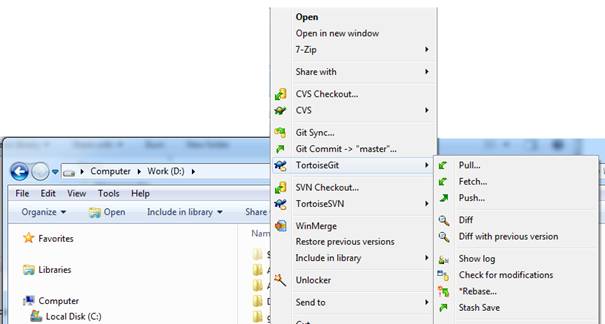 Open
Open in new window
7-Zip
Share with
CVS Checkout...
CVS
Git Sync...
Git Commit -> "master"...
TortoiseGit
SVN Checkout...
TortoiseSVN
WinMerge
Restore previous versions
Include in library
Unlocker
Send to
Pull...
Fetch...
Push...
Diff
Diff with previous version
Show log
Check for modifications
*Rebase...
Stash Save
Computer
Work (D:)
File Edit View Tools
Organize Open Include in library Share
Favorites
Libraries
Computer
Local Disk (C:)